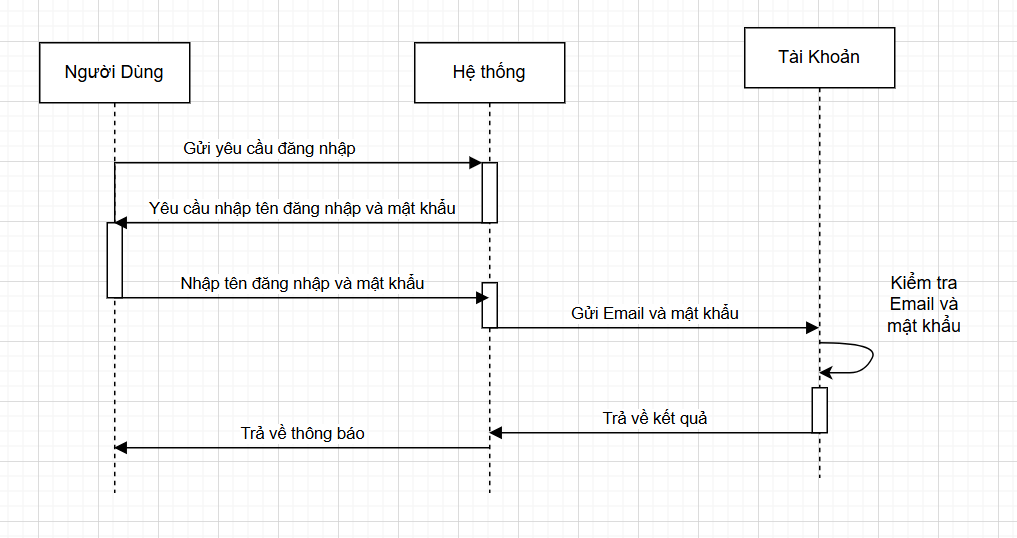 Người Dùng
Hệ thống
Tài Khoản
Gửi yêu cầu đăng nhập
Yêu cầu nhập tên đăng nhập và mật khẩu
Nhập tên đăng nhập và mật khẩu
Kiểm tra
Email và
mật khẩu
Gửi Email và mật khẩu
Trả về kết quả
Trả về thông báo